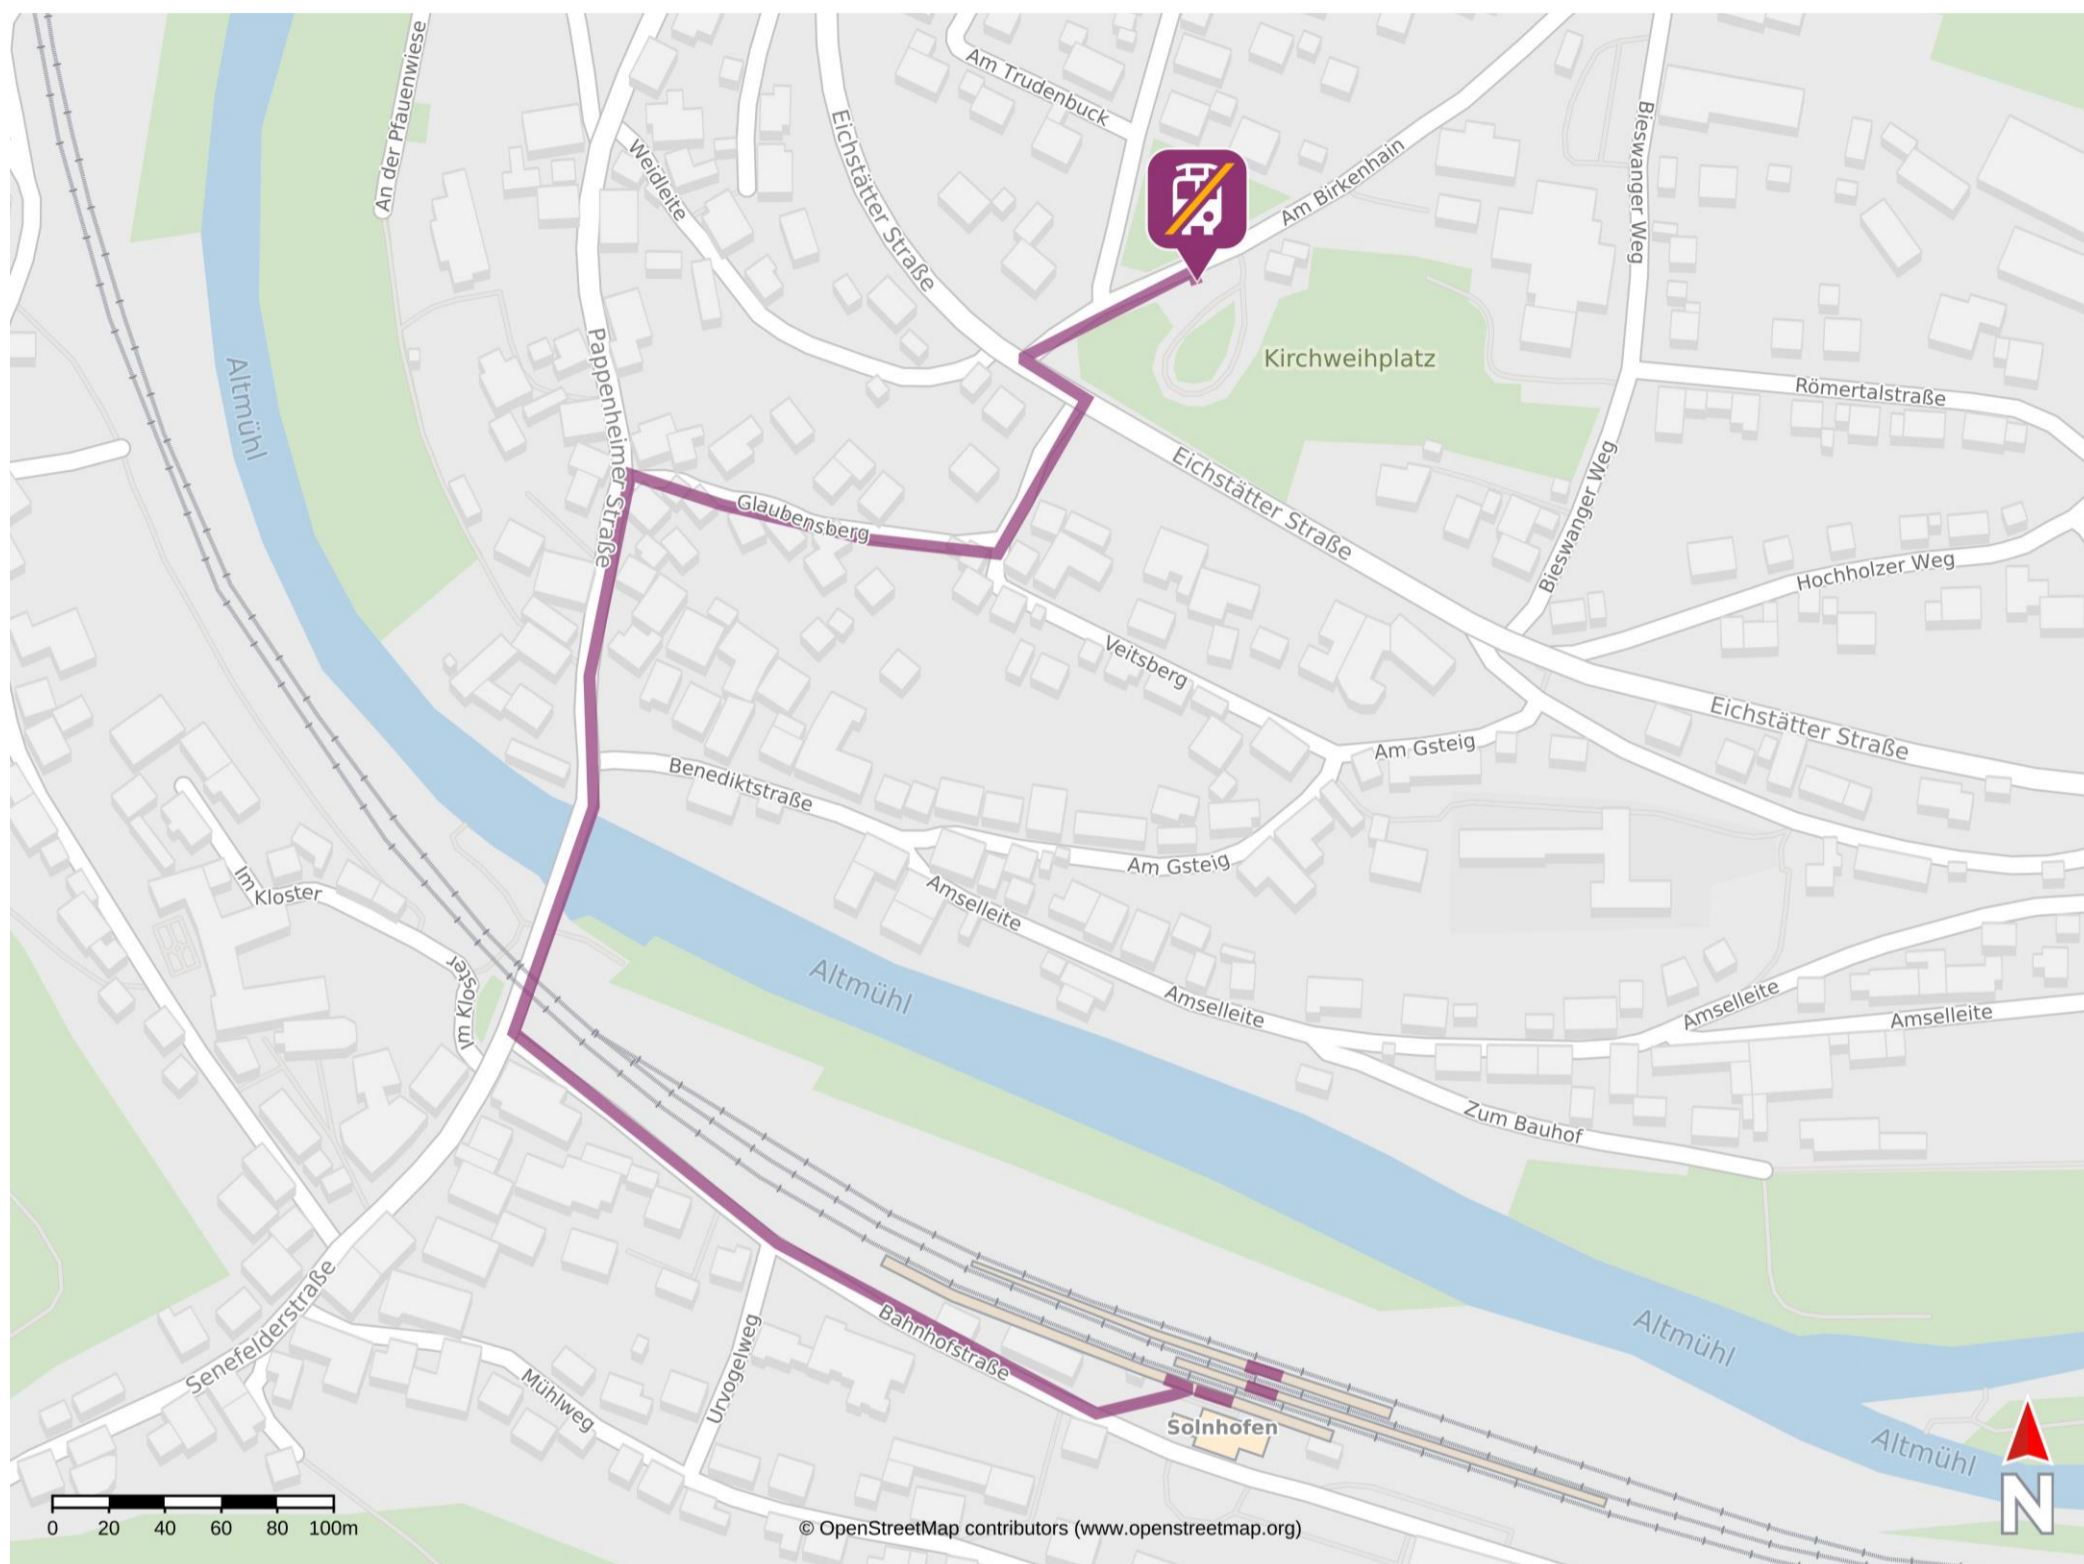 An der Pfauenwiese
Am Trudenbuck
Eichstätter Straße
Weidleite
Am Birkenhain
Bieswanger Weg
Altmühl
Pappenheimer Straße
Kirchweihplatz
Römertalstraße
Glaubensberg
Eichstätter Straße
Bieswanger Weg
Hochholzer Weg
Veitsberg
Eichstätter Straße
Am Gsteig
Benediktstraße
Am Gsteig
Im Kloster
Amselleite
Im Kloster
Altmühl
Amselleite
Amselleite
Amselleite
Zum Bauhof
Senefelderstraße
Bahnhofstraße
Urvogelweg
Mühlweg
Altmühl
Solnhofen
Altmühl
N
0 20 40 60 80 100m
© OpenStreetMap contributors (www.openstreetmap.org)